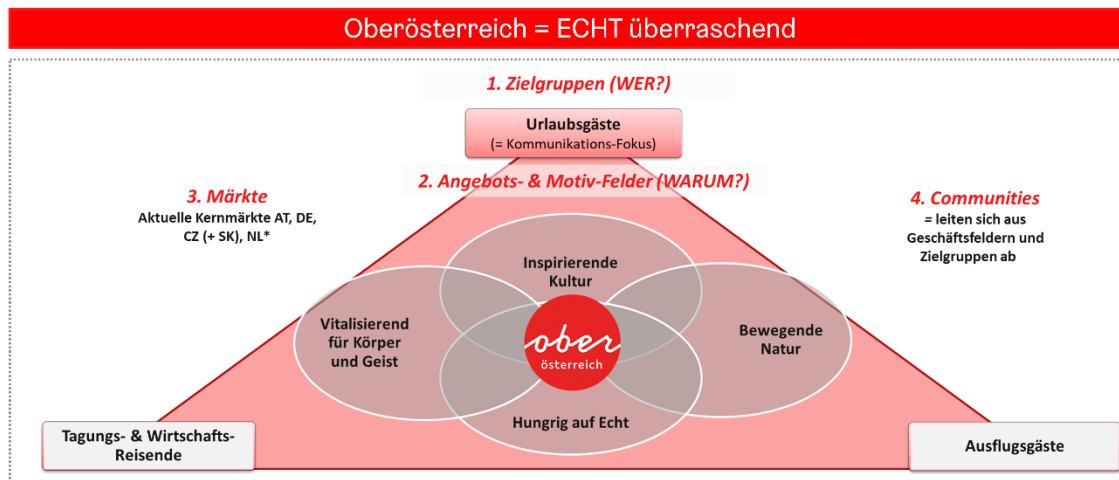 Oberösterreich = ECHT überraschend
1. Zielgruppen (WER?)
Urlaubsgäste
(= Kommunikations-Fokus)
2. Angebots- & Motiv-Felder (WARUM?)
3. Märkte
Aktuelle Kernmärkte AT, DE,
CZ (+ SK), NL*
4. Communities
= leiten sich aus
Geschäftsfeldern und
Zielgruppen ab
Inspirierende
Kultur
Vitalisierend
für Körper
und Geist
ober
österreich
Bewegende
Natur
Hungrig auf Echt
Tagungs- & Wirtschafts-
Reisende
Ausflugsgäste